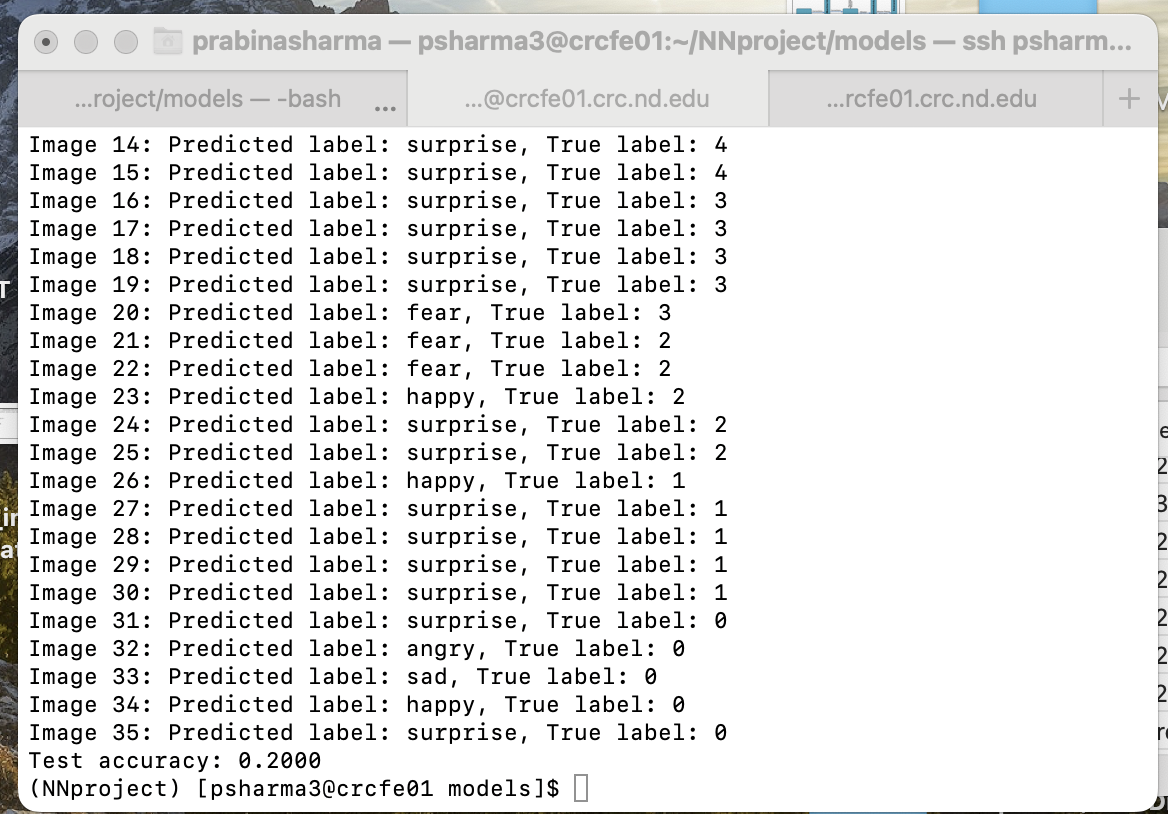 prabinasharma — psharma3@crcfe01:~/NNproject/models — ssh psharm...
...roject/models — -bash ... ...@crcfe01.crc.nd.edu ...rcfe01.crc.nd.edu +
Image 14: Predicted label: surprise, True label: 4
Image 15: Predicted label: surprise, True label: 4
Image 16: Predicted label: surprise, True label: 3
Image 17: Predicted label: surprise, True label: 3
Image 18: Predicted label: surprise, True label: 3
Image 19: Predicted label: surprise, True label: 3
Image 20: Predicted label: fear, True label: 3
Image 21: Predicted label: fear, True label: 2
Image 22: Predicted label: fear, True label: 2
Image 23: Predicted label: happy, True label: 2
Image 24: Predicted label: surprise, True label: 2
Image 25: Predicted label: surprise, True label: 2
Image 26: Predicted label: happy, True label: 1
Image 27: Predicted label: surprise, True label: 1
Image 28: Predicted label: surprise, True label: 1
Image 29: Predicted label: surprise, True label: 1
Image 30: Predicted label: surprise, True label: 1
Image 31: Predicted label: surprise, True label: 0
Image 32: Predicted label: angry, True label: 0
Image 33: Predicted label: sad, True label: 0
Image 34: Predicted label: happy, True label: 0
Image 35: Predicted label: surprise, True label: 0
Test accuracy: 0.2000
(NNproject) [psharma3@crcfe01 models]$